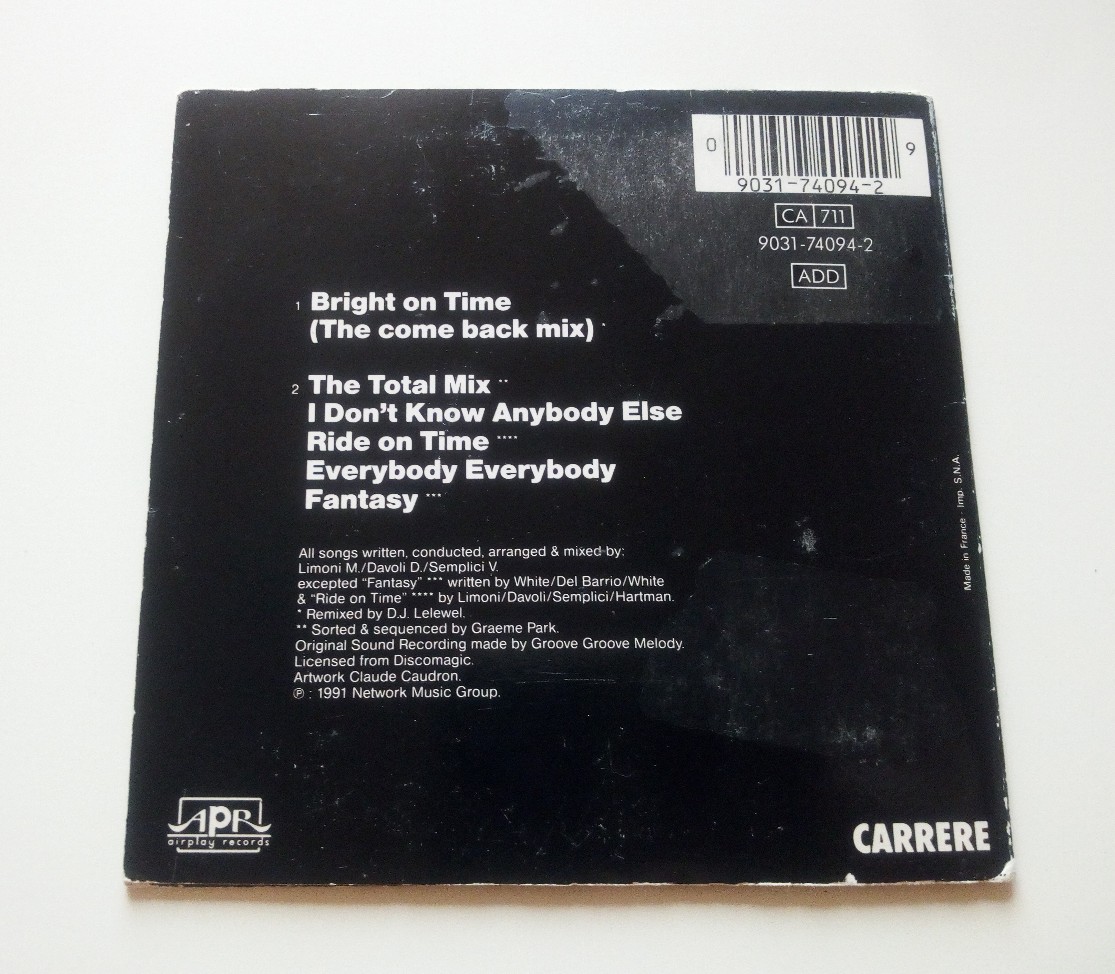 0 9
9031-74094-2
CA 711
9031-74094-2
ADD
1 Bright on Time
(The come back mix) *
2 The Total Mix **
I Don't Know Anybody Else
Ride on Time ****
Everybody Everybody
Fantasy ***
All songs written, conducted, arranged & mixed by:
Limoni M./Davoli D./Semplici V.
excepted "Fantasy" *** written by White/Del Barrio/White
& "Ride on Time" **** by Limoni/Davoli/Semplici/Hartman.
* Remixed by D.J. Lelewel.
** Sorted & sequenced by Graeme Park.
Original Sound Recording made by Groove Groove Melody.
Licensed from Discomagic.
Artwork Claude Caudron.
℗ : 1991 Network Music Group.
Made in France · Imp. S.N.A.
APR
airplay records
CARRERE